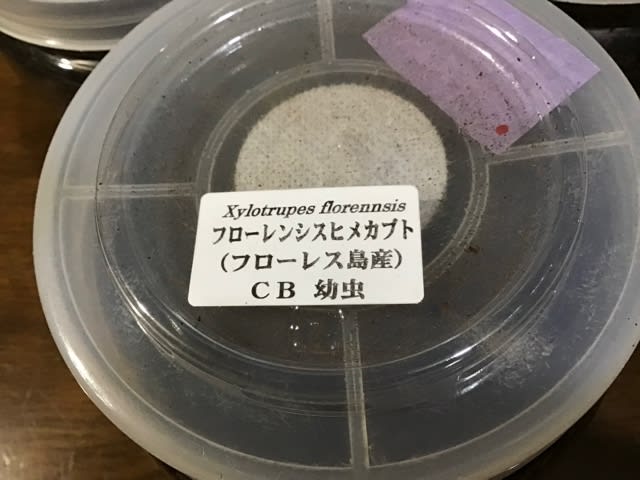 Xylotrupes florennsis
フローレンシスヒメカブト
(フローレス島産)
CB 幼虫